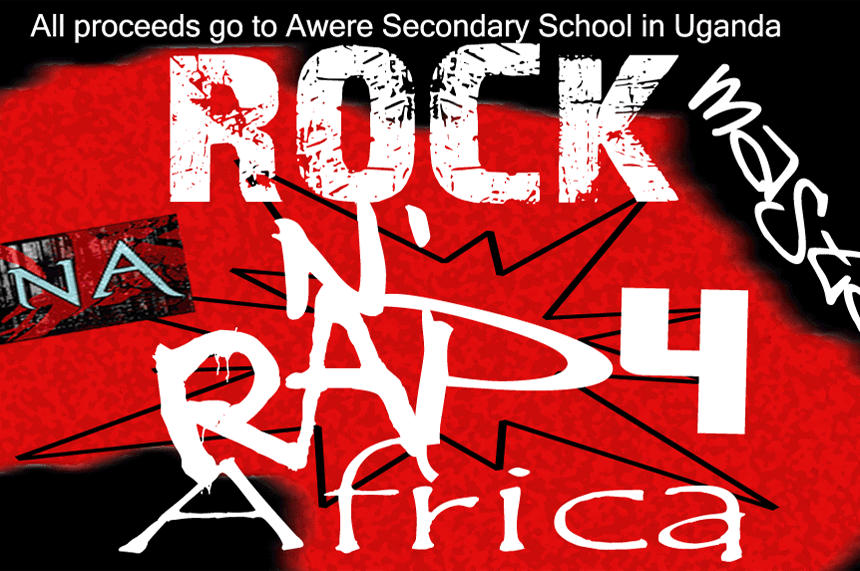 All proceeds go to Awere Secondary School in Uganda
ROCK
N'
RAP 4
Africa
NA